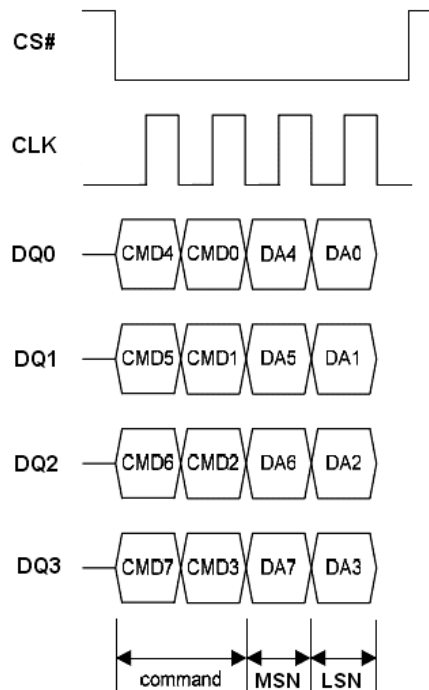 CS#
CLK
DQ0 CMD4 CMD0 DA4 DA0
DQ1 CMD5 CMD1 DA5 DA1
DQ2 CMD6 CMD2 DA6 DA2
DQ3 CMD7 CMD3 DA7 DA3
command MSN LSN